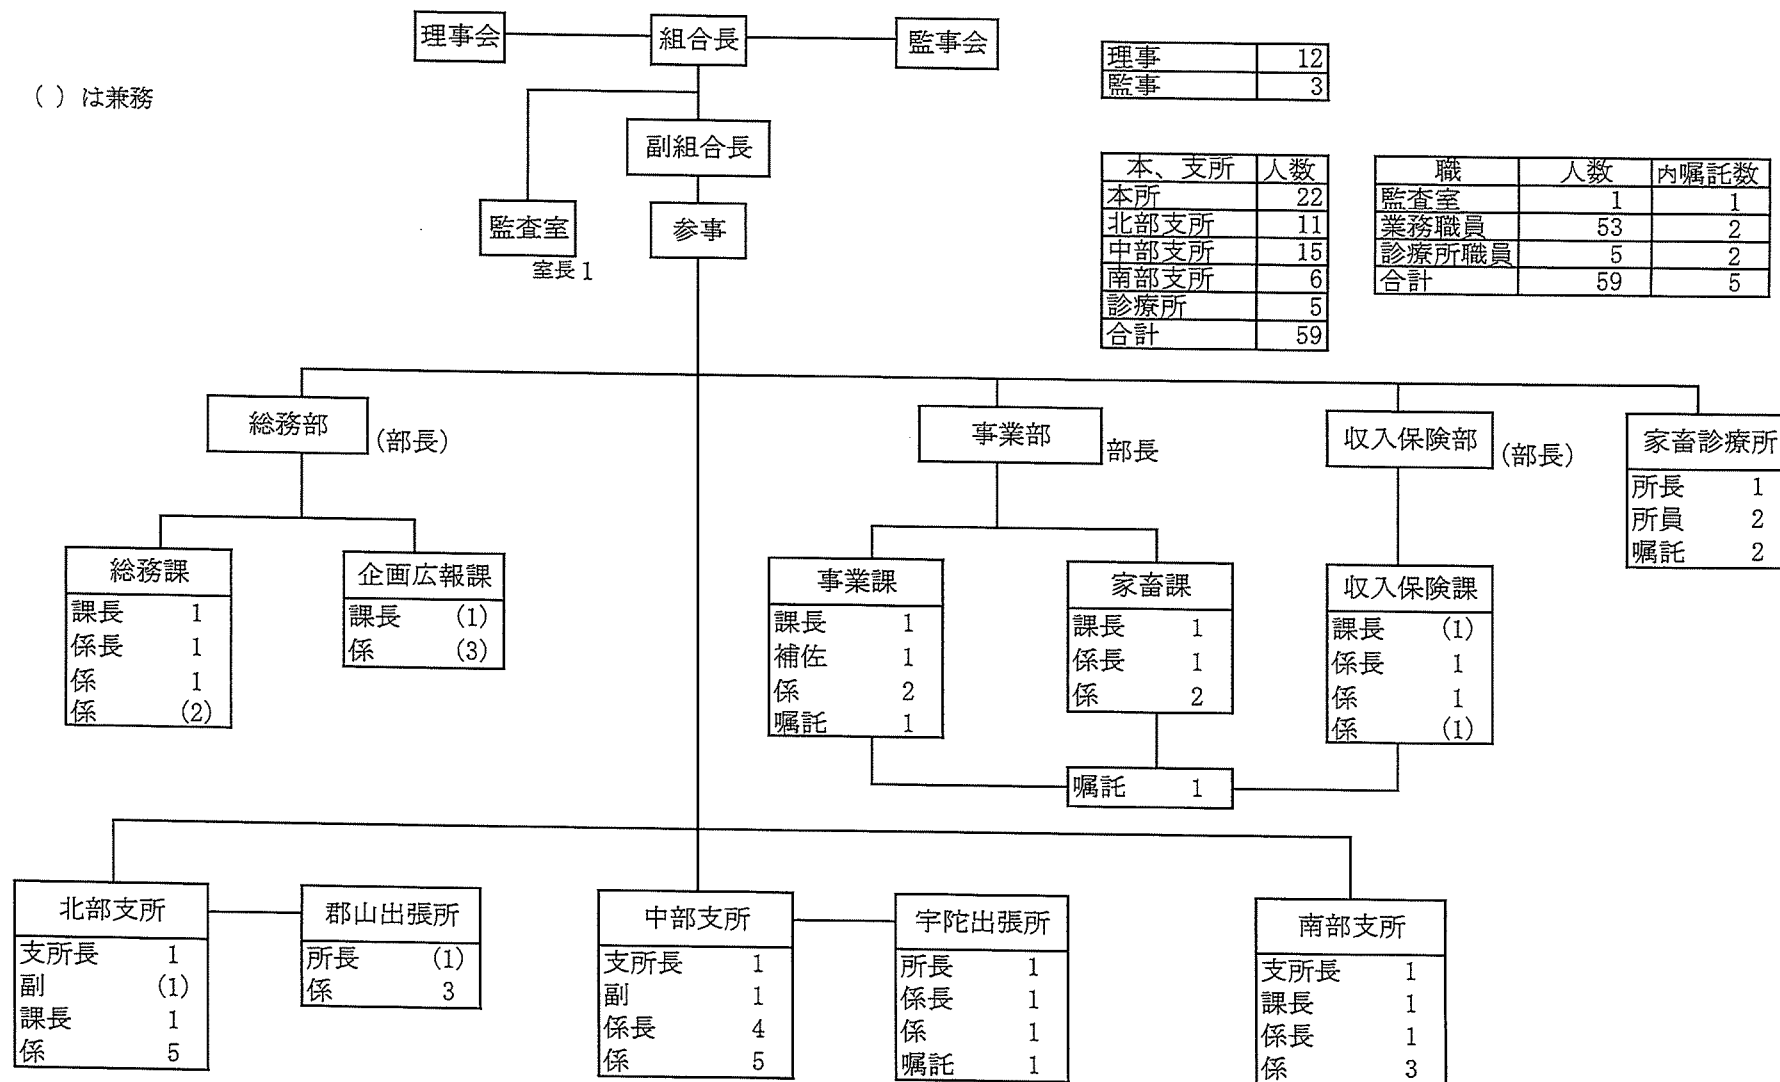 理事会 組合長 監事会
理事 12
監事 3
( ) は兼務
副組合長
本、支所 人数
本所 22
北部支所 11
中部支所 15
南部支所 6
診療所 5
合計 59
職 人数 内嘱託数
監査室 1 1
業務職員 53 2
診療所職員 5 2
合計 59 5
監査室
室長 1
参事
総務部 (部長)
事業部 部長
収入保険部 (部長)
家畜診療所
所長 1
所員 2
嘱託 2
総務課
課長 1
係長 1
係 1
係 (2)
企画広報課
課長 (1)
係 (3)
事業課
課長 1
補佐 1
係 2
嘱託 1
家畜課
課長 1
係長 1
係 2
収入保険課
課長 (1)
係長 1
係 1
係 (1)
嘱託 1
北部支所
支所長 1
副 (1)
課長 1
係 5
郡山出張所
所長 (1)
係 3
中部支所
支所長 1
副 1
係長 4
係 5
宇陀出張所
所長 1
係長 1
係 1
嘱託 1
南部支所
支所長 1
課長 1
係長 1
係 3